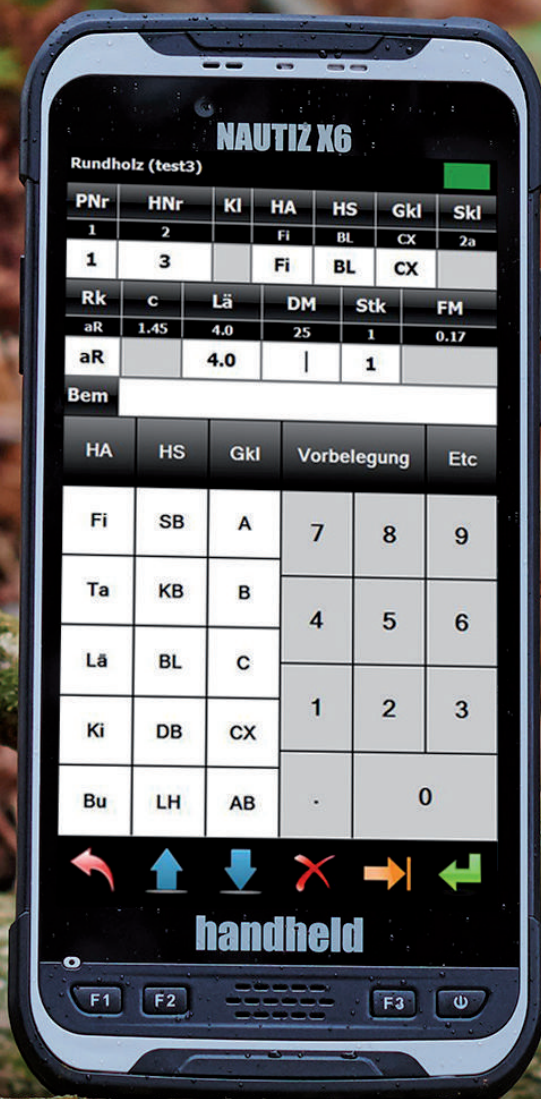 NAUTIZ X6
Rundholz (test3)
PNr HNr Kl HA HS Gkl Skl
1 2 Fi BL CX 2a
1 3 Fi BL CX
Rk c Lä DM Stk FM
aR 1.45 4.0 25 1 0.17
aR 4.0 1
Bem
HA HS Gkl Vorbelegung Etc
Fi SB A 7 8 9
Ta KB B 4 5 6
Lä BL C 1 2 3
Ki DB CX
Bu LH AB . 0
handheld
F1 F2 F3